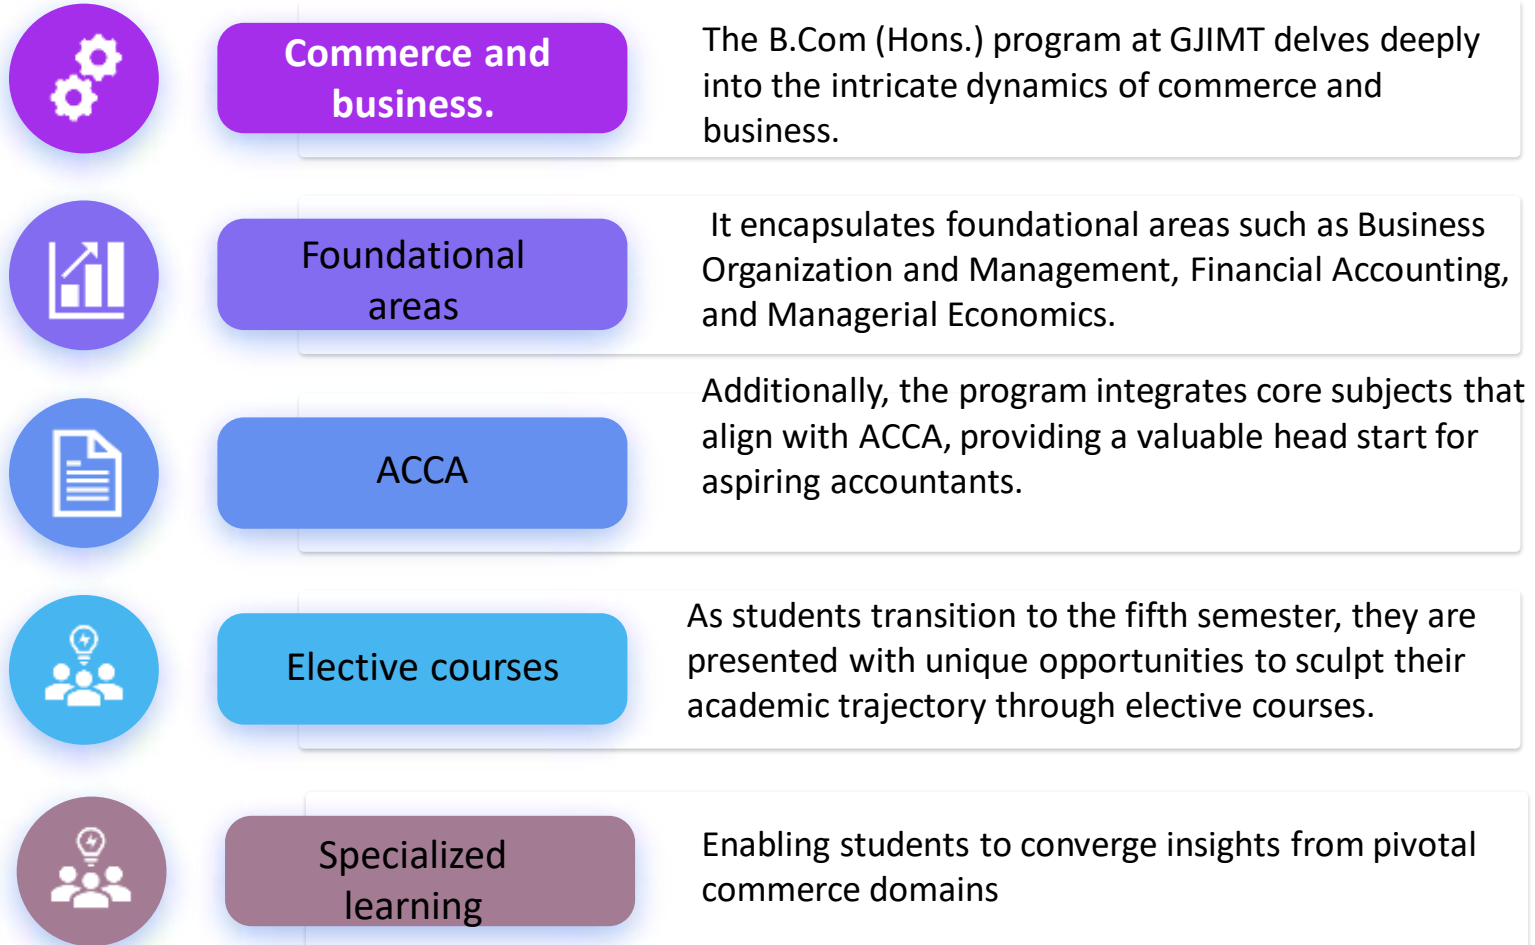 Commerce and
business.
The B.Com (Hons.) program at GJIMT delves deeply
into the intricate dynamics of commerce and
business.
Foundational
areas
It encapsulates foundational areas such as Business
Organization and Management, Financial Accounting,
and Managerial Economics.
ACCA
Additionally, the program integrates core subjects that
align with ACCA, providing a valuable head start for
aspiring accountants.
Elective courses
As students transition to the fifth semester, they are
presented with unique opportunities to sculpt their
academic trajectory through elective courses.
Specialized
learning
Enabling students to converge insights from pivotal
commerce domains